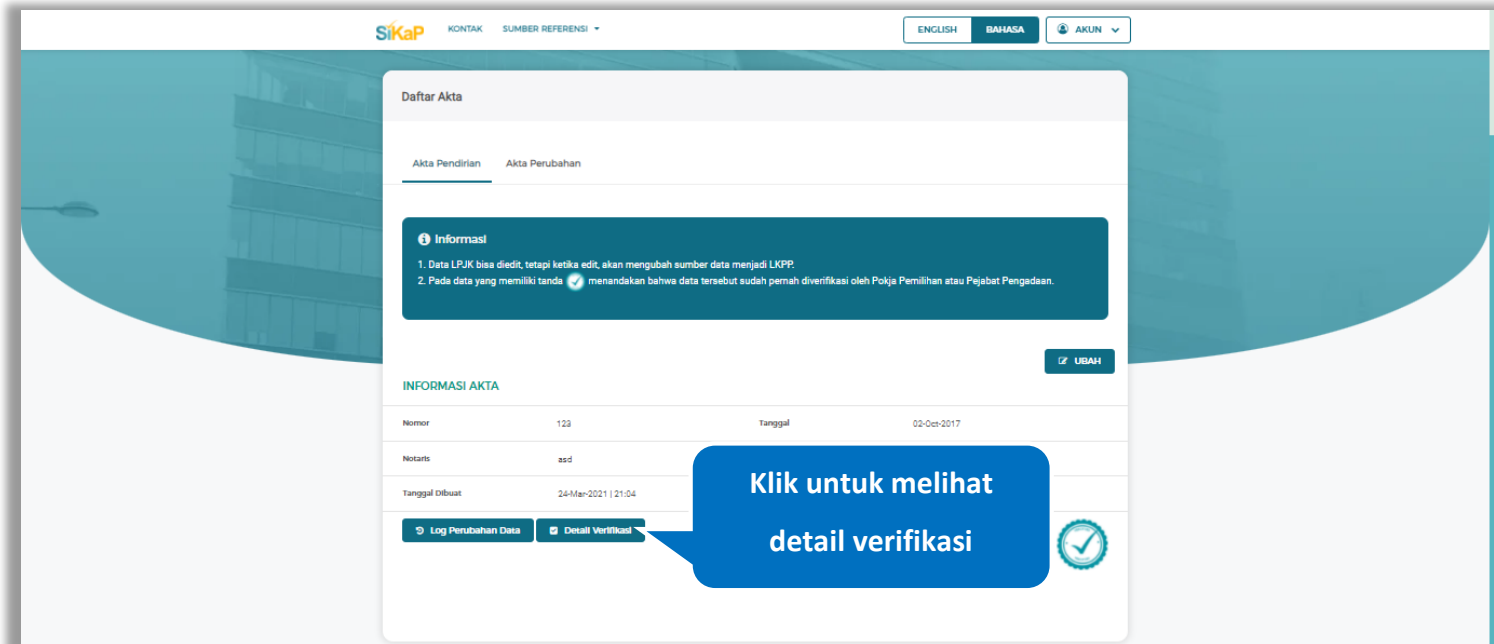 SiKaP KONTAK SUMBER REFERENSI ENGLISH BAHASA AKUN
Daftar Akta
Akta Pendirian Akta Perubahan
Informasi
1. Data LPJK bisa diedit, tetapi ketika edit, akan mengubah sumber data menjadi LKPP.
2. Pada data yang memiliki tanda menandakan bahwa data tersebut sudah pernah diverifikasi oleh Pokja Pemilihan atau Pejabat Pengadaan.
UBAH
INFORMASI AKTA
Nomor 123 Tanggal 02-Oct-2017
Notaris asd
Tanggal Dibuat 24-Mar-2021 | 21:04
Log Perubahan Data Detail Verifikasi
Klik untuk melihat
detail verifikasi